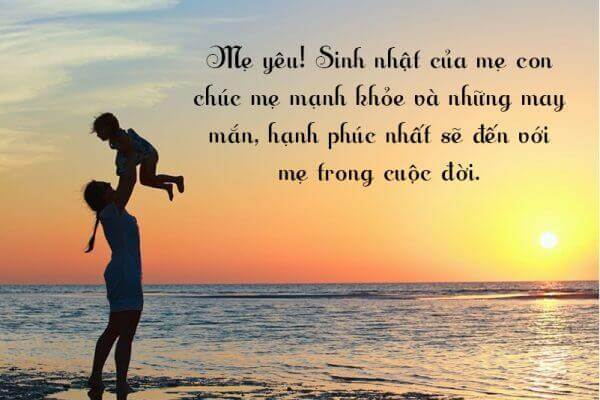 Mẹ yêu! Sinh nhật của mẹ con
chúc mẹ mạnh khỏe và những may
mắn, hạnh phúc nhất sẽ đến với
mẹ trong cuộc đời.